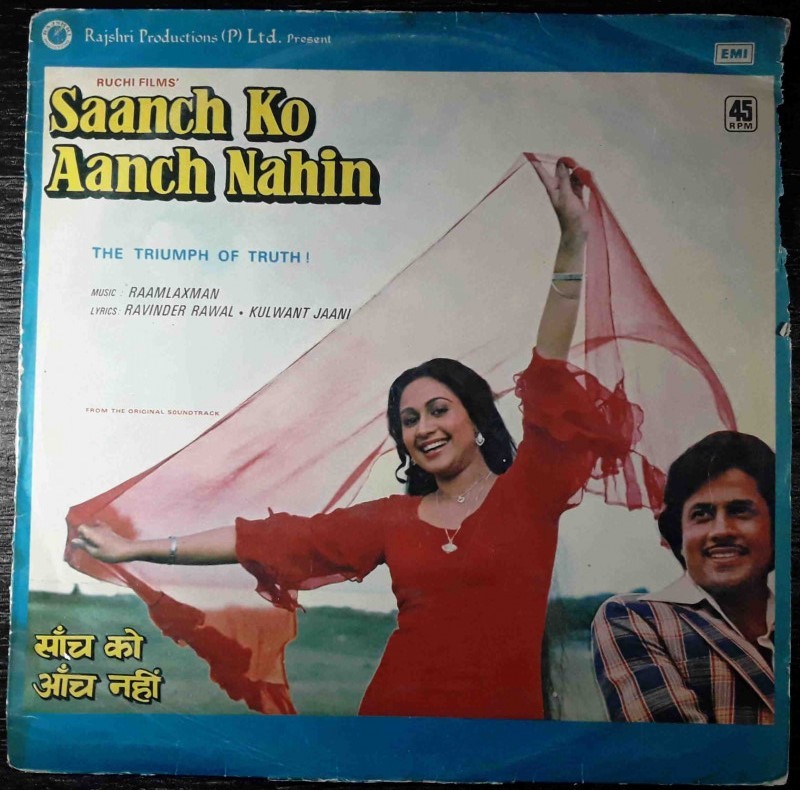 Rajshri Productions (P) Ltd. Present
EMI
RUCHI FILMS'
Saanch Ko
Aanch Nahin
45
RPM
THE TRIUMPH OF TRUTH!
MUSIC : RAAMLAXMAN
LYRICS: RAVINDER RAWAL • KULWANT JAANI
FROM THE ORIGINAL SOUNDTRACK
साँच को
आँच नहीं